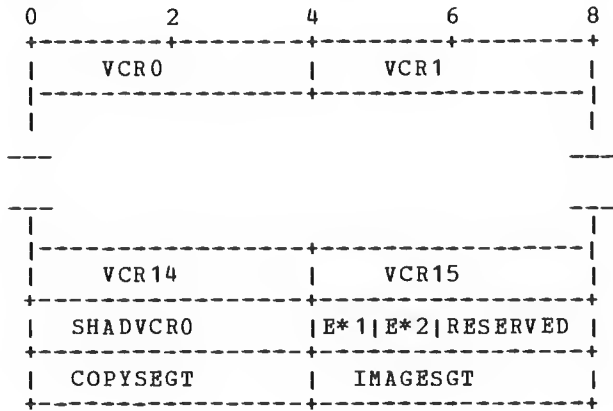 0 2 4 6 8
VCR0 VCR1
VCR14 VCR15
SHADVCR0 |E*1|E*2|RESERVED
COPYSEGT IMAGESGT